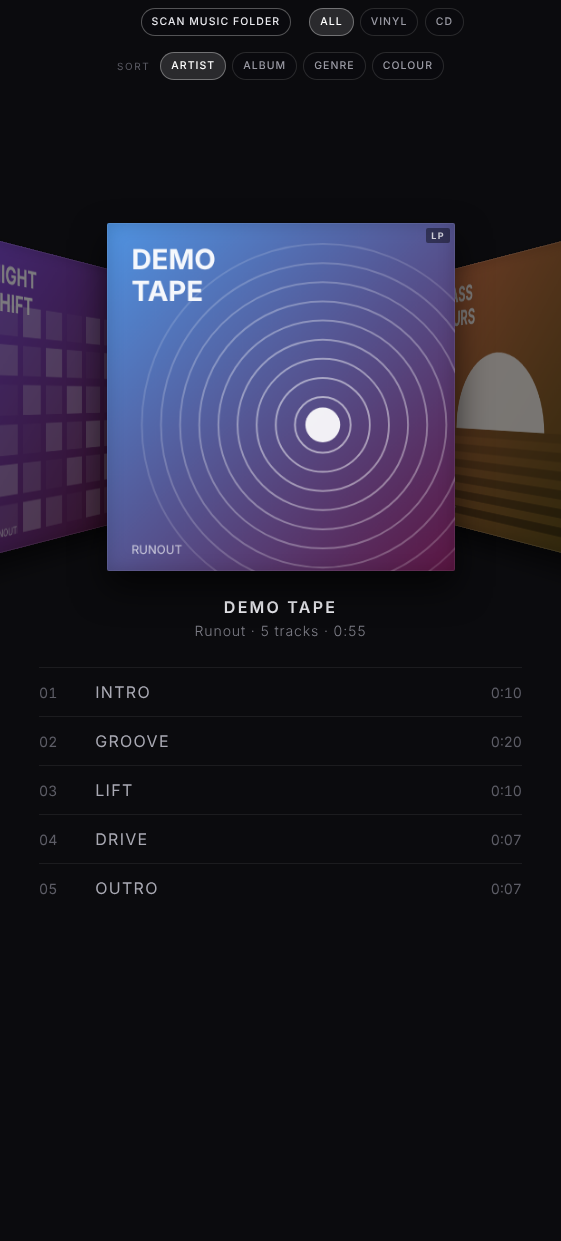 SCAN MUSIC FOLDER ALL VINYL CD
SORT ARTIST ALBUM GENRE COLOUR
LP
DEMO
TAPE
RUNOUT
DEMO TAPE
Runout · 5 tracks · 0:55
01 INTRO 0:10
02 GROOVE 0:20
03 LIFT 0:10
04 DRIVE 0:07
05 OUTRO 0:07